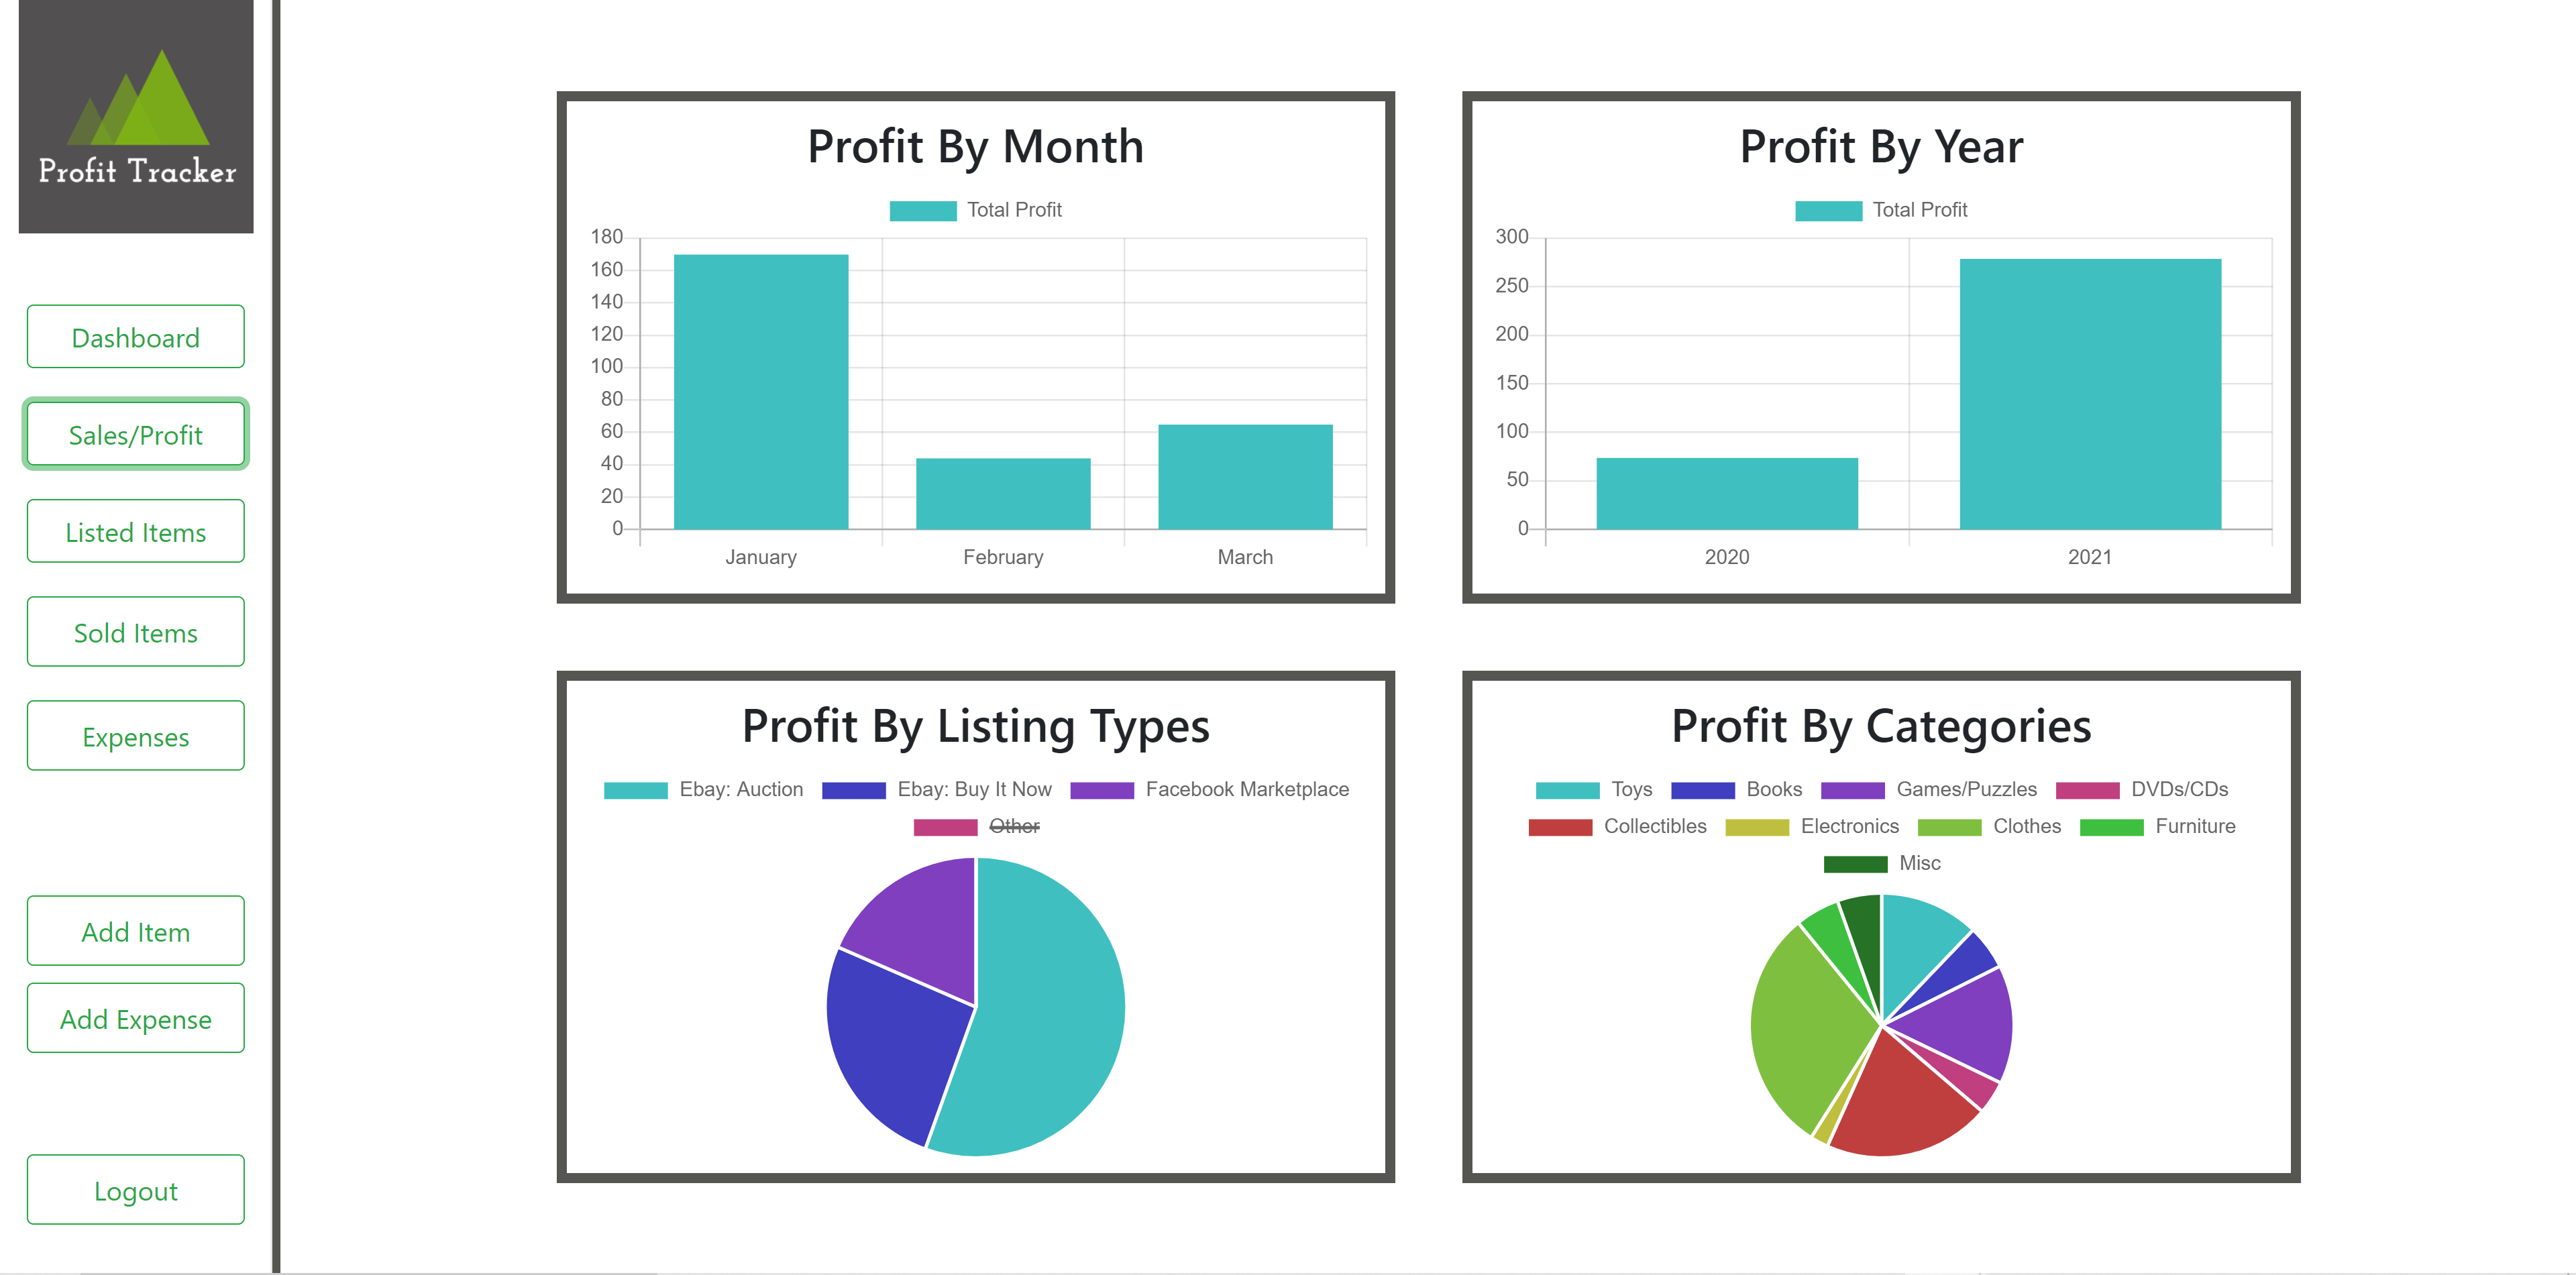 Profit Tracker
Dashboard
Sales/Profit
Listed Items
Sold Items
Expenses
Add Item
Add Expense
Logout
Profit By Month
Total Profit
180
160
140
120
100
80
60
40
20
0
January February March
Profit By Year
Total Profit
300
250
200
150
100
50
0
2020 2021
Profit By Listing Types
Ebay: Auction Ebay: Buy It Now Facebook Marketplace
Other
Profit By Categories
Toys Books Games/Puzzles DVDs/CDs
Collectibles Electronics Clothes Furniture
Misc